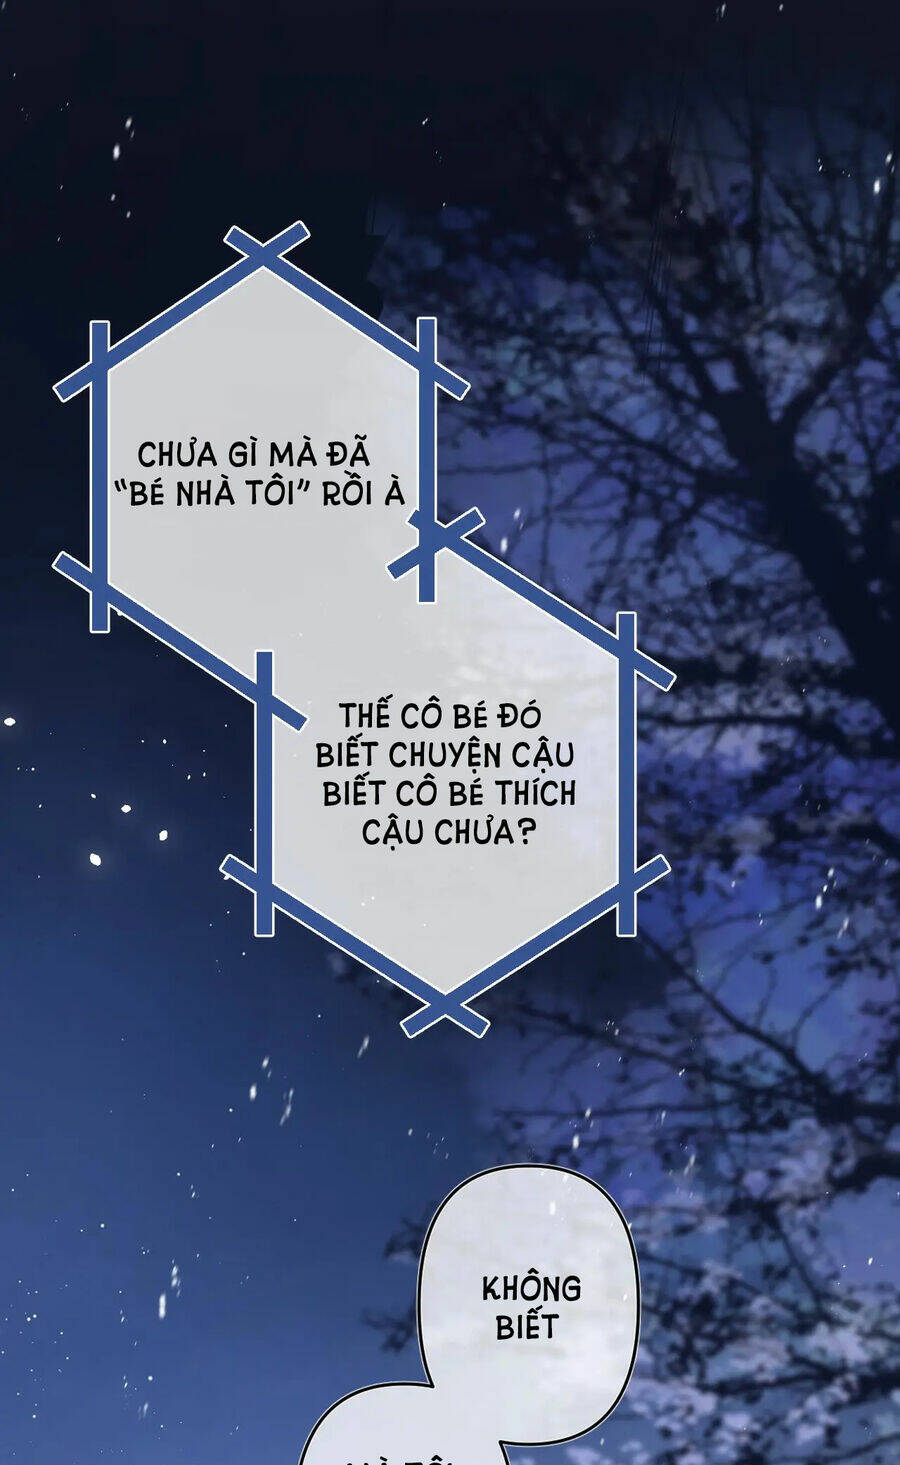 CHƯA GÌ MÀ ĐÃ
“BÉ NHÀ TÔI” RỒI À
THẾ CÔ BÉ ĐÓ
BIẾT CHUYỆN CẬU
BIẾT CÔ BÉ THÍCH
CẬU CHƯA?
KHÔNG
BIẾT